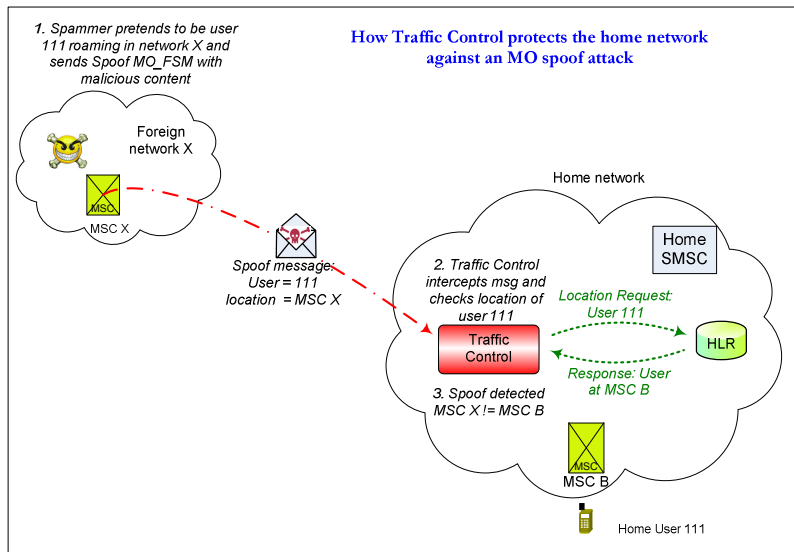 1. Spammer pretends to be user
111 roaming in network X and
sends Spoof MO_FSM with
malicious content
How Traffic Control protects the home network
against an MO spoof attack
Foreign
network X
MSC
MSC X
Spoof message:
User = 111
location = MSC X
Home network
Home
SMSC
2. Traffic Control
intercepts msg and
checks location of
user 111
Location Request:
User 111
Traffic
Control
HLR
Response: User
at MSC B
3. Spoof detected
MSC X != MSC B
MSC
MSC B
Home User 111